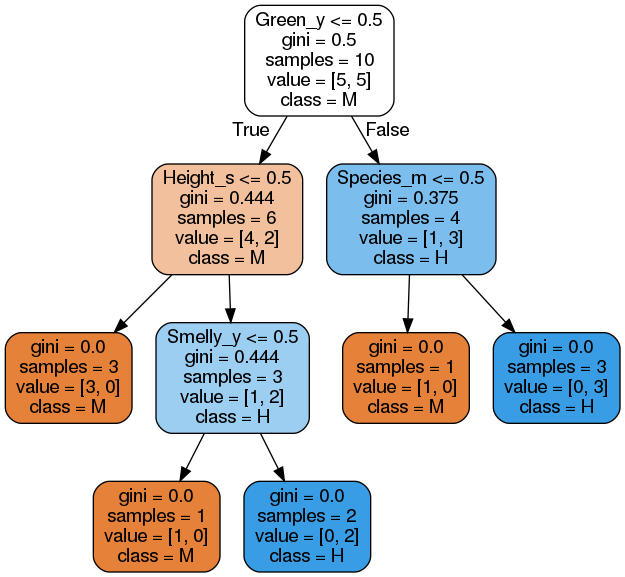 Green_y <= 0.5
gini = 0.5
samples = 10
value = [5, 5]
class = M
True
False
Height_s <= 0.5
gini = 0.444
samples = 6
value = [4, 2]
class = M
Species_m <= 0.5
gini = 0.375
samples = 4
value = [1, 3]
class = H
gini = 0.0
samples = 3
value = [3, 0]
class = M
Smelly_y <= 0.5
gini = 0.444
samples = 3
value = [1, 2]
class = H
gini = 0.0
samples = 1
value = [1, 0]
class = M
gini = 0.0
samples = 3
value = [0, 3]
class = H
gini = 0.0
samples = 1
value = [1, 0]
class = M
gini = 0.0
samples = 2
value = [0, 2]
class = H